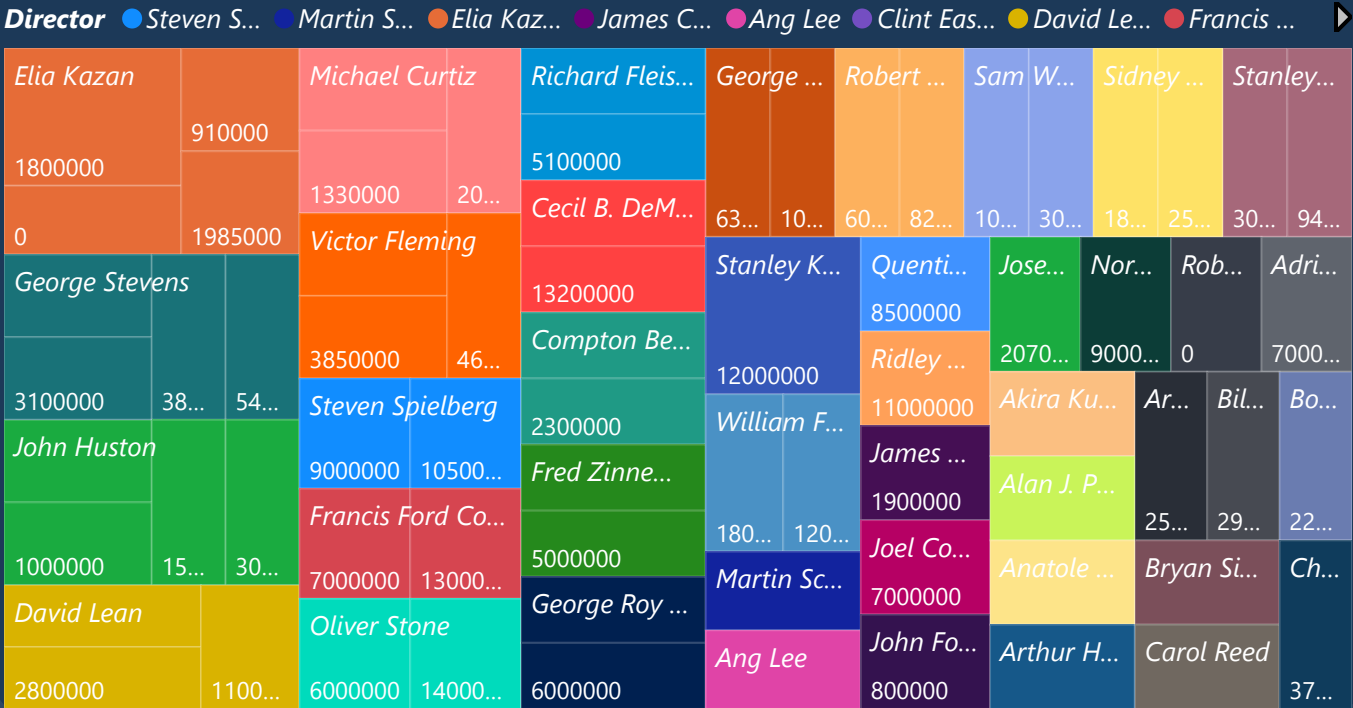 Director Steven S... Martin S... Elia Kaz... James C... Ang Lee Clint Eas... David Le... Francis ...
Elia Kazan
1800000
910000
0
1985000
George Stevens
3100000
38...
54...
John Huston
1000000
15...
30...
David Lean
2800000
1100...
Michael Curtiz
1330000
20...
Victor Fleming
3850000
46...
Steven Spielberg
9000000
10500...
Francis Ford Co...
7000000
13000...
Oliver Stone
6000000
14000...
Richard Fleis...
5100000
Cecil B. DeM...
13200000
Compton Be...
2300000
Fred Zinne...
5000000
George Roy ...
6000000
George ...
63...
10...
Robert ...
60...
82...
Sam W...
10...
30...
Sidney ...
18...
25...
Stanley...
30...
94...
Stanley K...
12000000
William F...
180...
120...
Martin Sc...
Ang Lee
Quenti...
8500000
Ridley ...
11000000
James ...
1900000
Joel Co...
7000000
John Fo...
800000
Jose...
2070...
Nor...
9000...
Rob...
0
Adri...
7000...
Akira Ku...
Alan J. P...
Anatole ...
Arthur H...
Ar...
25...
Bil...
29...
Bo...
22...
Bryan Si...
Carol Reed
Ch...
37...